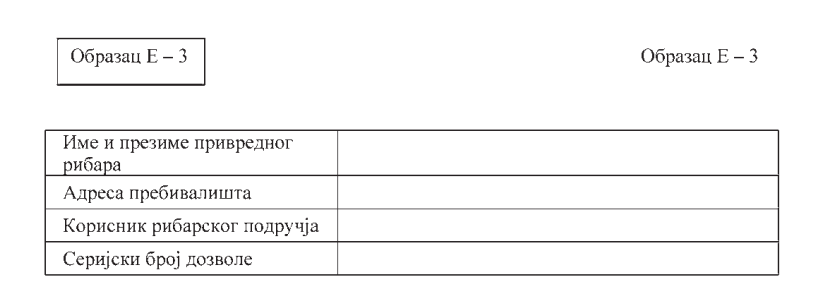 Образац Е – 3
Образац Е – 3
Име и презиме привредног
рибара
Адреса пребивалишта
Корисник рибарског подручја
Серијски број дозволе